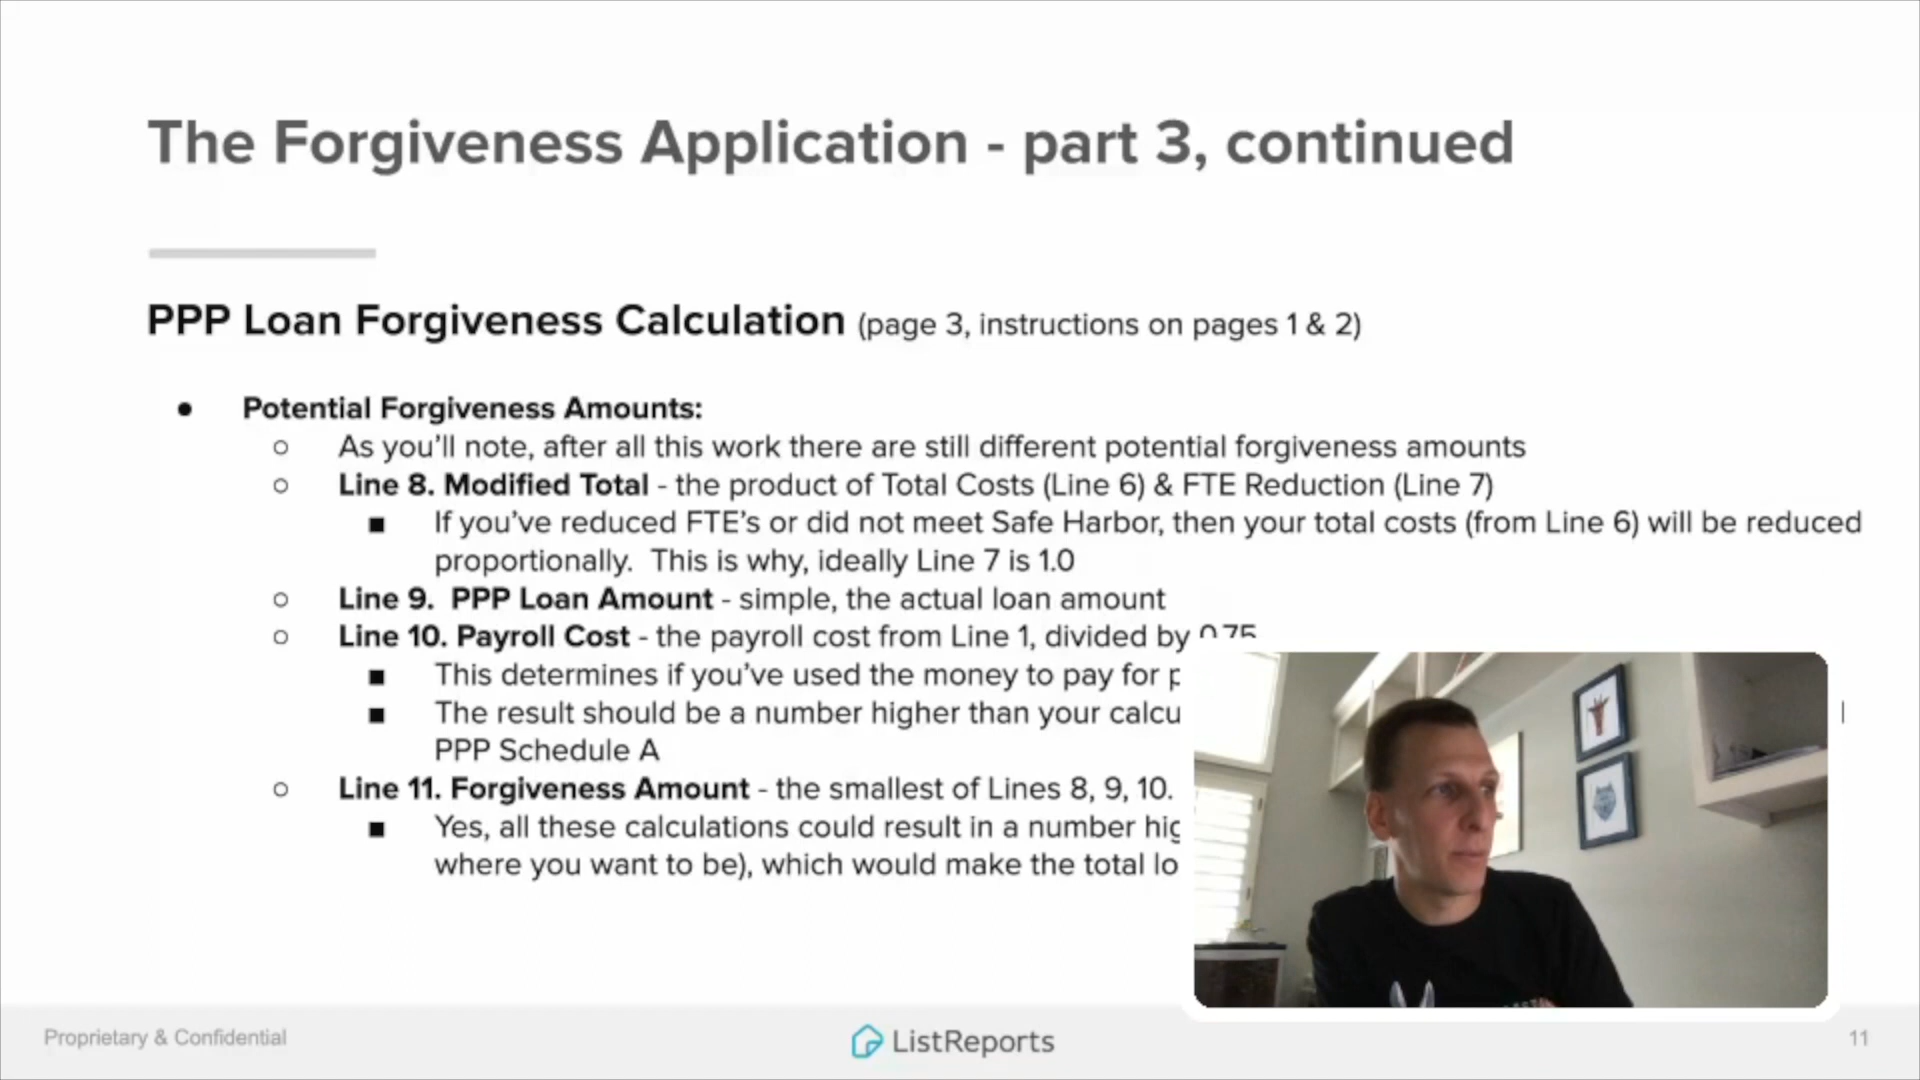 The Forgiveness Application - part 3, continued
PPP Loan Forgiveness Calculation (page 3, instructions on pages 1 & 2)
● Potential Forgiveness Amounts:
○ As you'll note, after all this work there are still different potential forgiveness amounts
○ Line 8. Modified Total - the product of Total Costs (Line 6) & FTE Reduction (Line 7)
■ If you've reduced FTE's or did not meet Safe Harbor, then your total costs (from Line 6) will be reduced
proportionally. This is why, ideally Line 7 is 1.0
○ Line 9. PPP Loan Amount - simple, the actual loan amount
○ Line 10. Payroll Cost - the payroll cost from Line 1, divided by 0.75
■ This determines if you've used the money to pay for
■ The result should be a number higher than your
PPP Schedule A
○ Line 11. Forgiveness Amount - the smallest of Lines 8, 9, 10.
■ Yes, all these calculations could result in a number
where you want to be), which would make the total
Proprietary & Confidential
ListReports
11